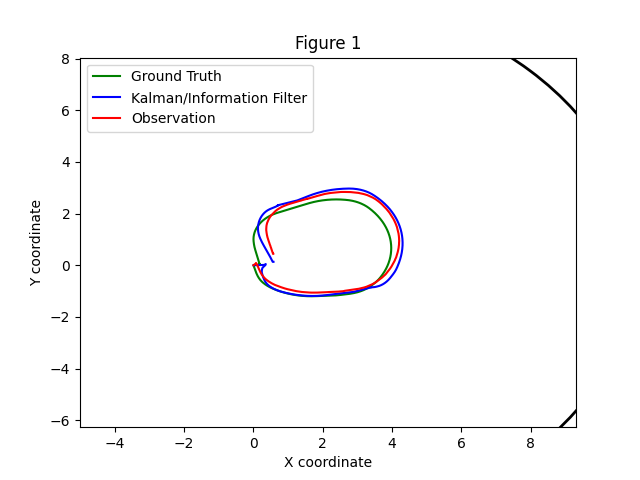 Figure 1
Ground Truth
Kalman/Information Filter
Observation
8
6
4
2
0
−2
−4
−6
Y coordinate
−4 −2 0 2 4 6 8
X coordinate